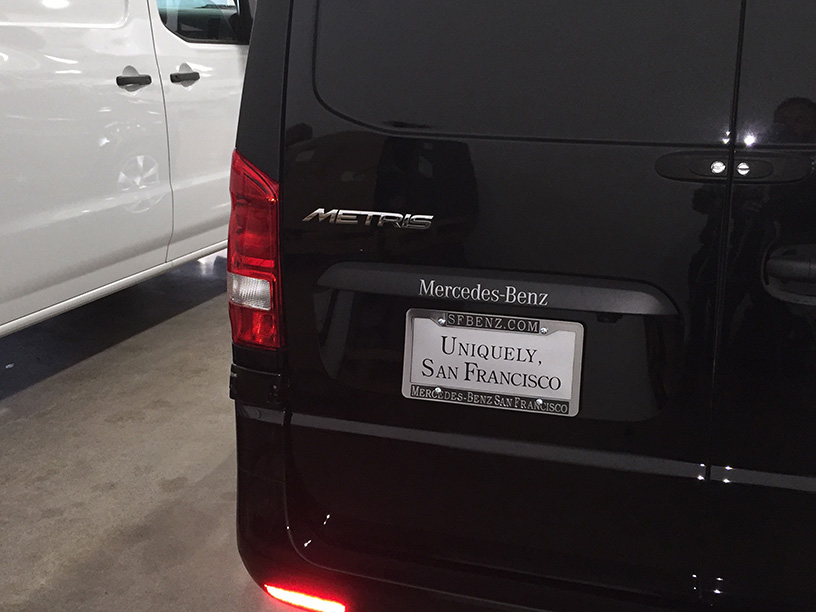 METRIS
Mercedes-Benz
SFBENZ.COM
UNIQUELY,
SAN FRANCISCO
MERCEDES-BENZ SAN FRANCISCO